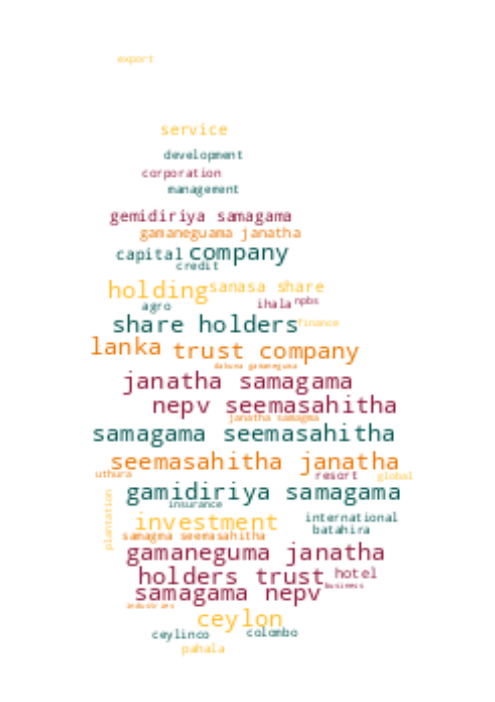 export
service
development
corporation
management
gemidiriya samagama
gamaneguama janatha
capital company
credit
holding sanasa share
agro ihala npbs
share holders finance
lanka trust company
dakuna gamaneguma
janatha samagama
nepv seemasahitha
janatha samagma
samagama seemasahitha
seemasahitha janatha
uthura resort global
gamidiriya samagama
insurance
plantation
investment international
batahira
samagma seemasahitha
gamaneguma janatha
holders trust hotel
samagama nepv business
industries
ceylon
ceylinco colombo
pahala